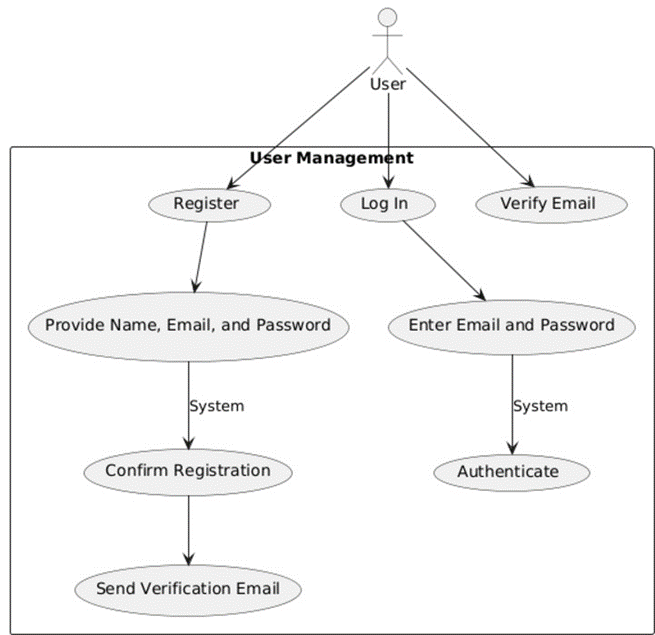 User
User Management
Register
Log In
Verify Email
Provide Name, Email, and Password
Enter Email and Password
System
System
Confirm Registration
Authenticate
Send Verification Email